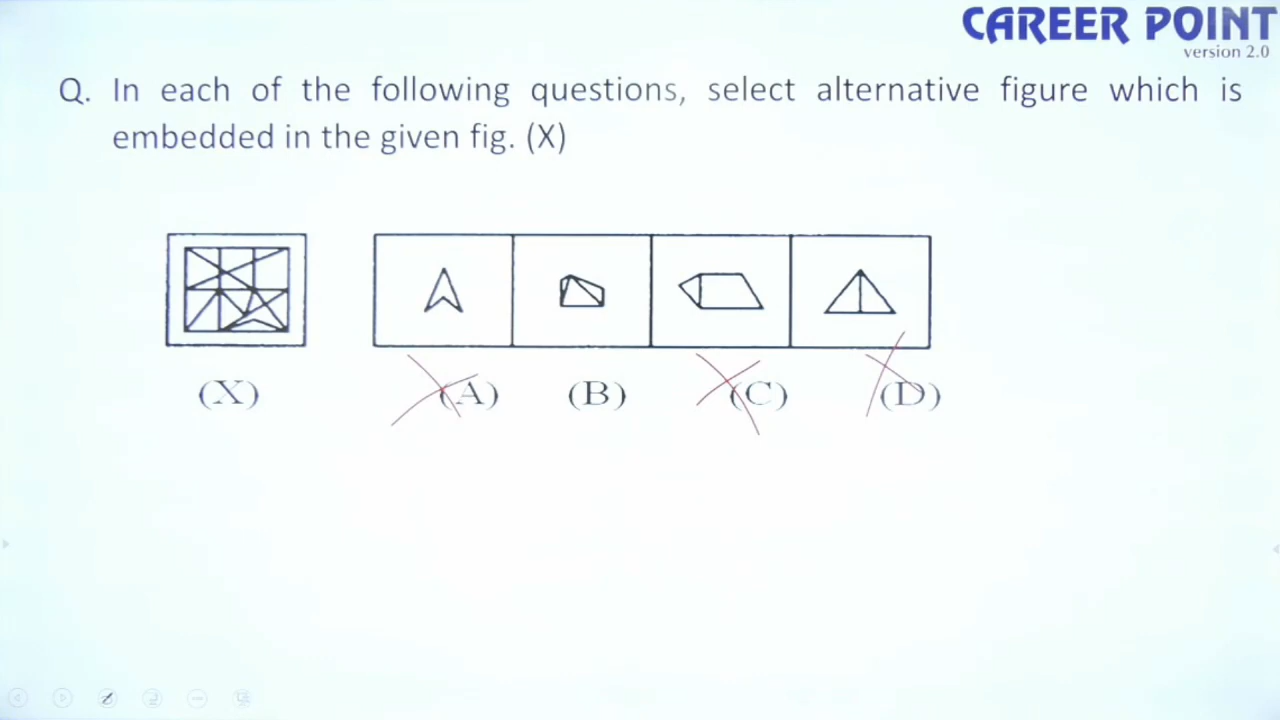 CAREER POINT
version 2.0
Q. In each of the following questions, select alternative figure which is
embedded in the given fig. (X)
(X) (A) (B) (C) (D)